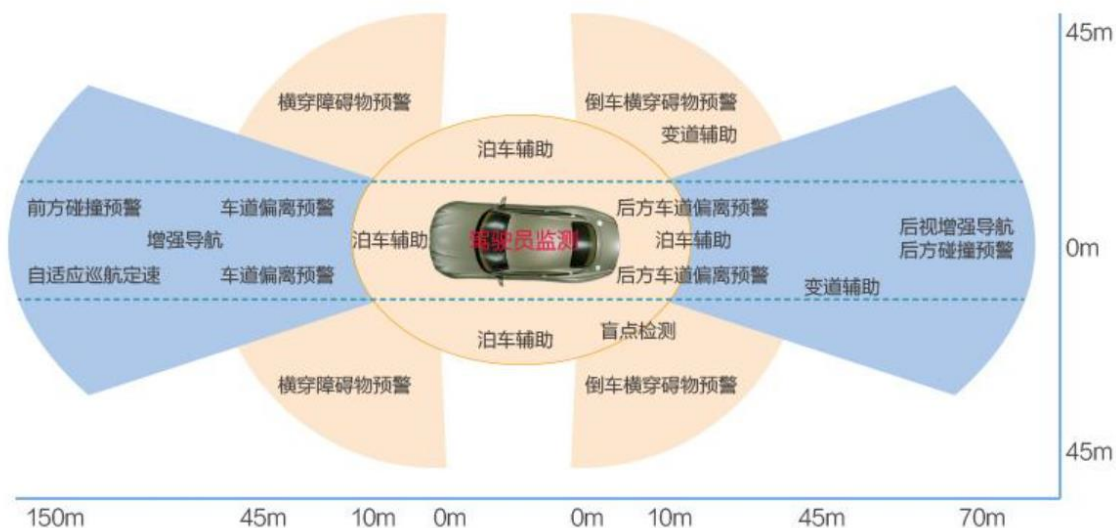 45m
横穿障碍物预警 倒车横穿障碍物预警
变道辅助
泊车辅助
前方碰撞预警 车道偏离预警 后方车道偏离预警
后视增强导航
增强导航 泊车辅助 驾驶员监测 泊车辅助
后方碰撞预警 0m
自适应巡航定速 车道偏离预警 后方车道偏离预警
变道辅助
盲点检测
泊车辅助
横穿障碍物预警 倒车横穿障碍物预警
45m
150m 45m 10m 0m 0m 10m 45m 70m